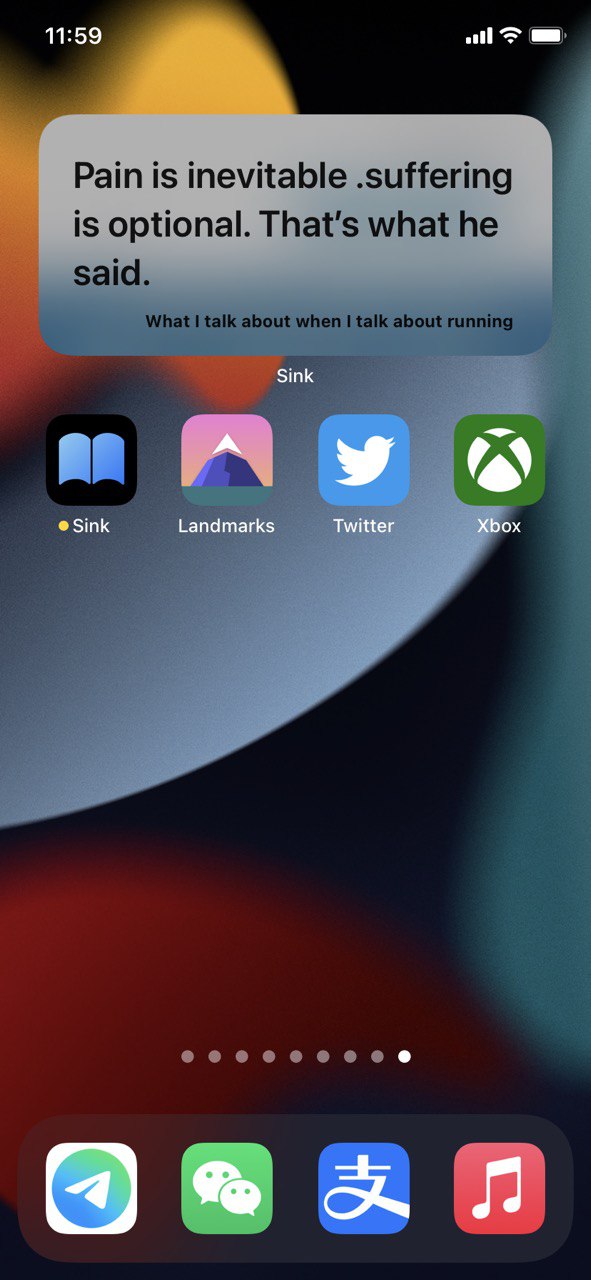 11:59
Pain is inevitable .suffering
is optional. That’s what he
said.
What I talk about when I talk about running
Sink
Sink
Landmarks
Twitter
Xbox
支